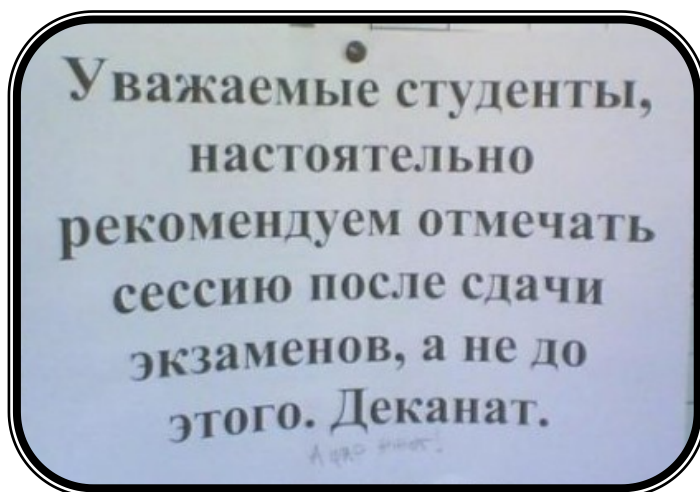 Уважаемые студенты,
настоятельно
рекомендуем отмечать
сессию после сдачи
экзаменов, а не до
этого. Деканат.